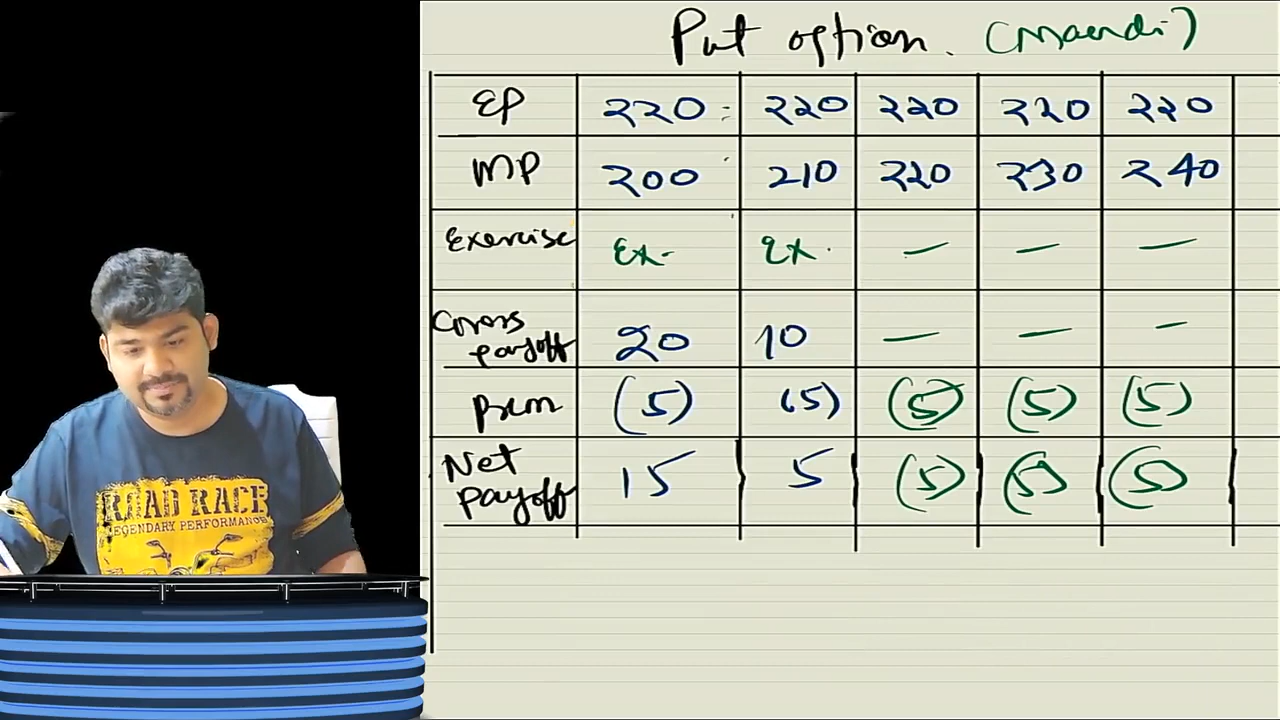 Put option. (Maandi)
EP 220 220 220 220 220
MP 200 210 220 230 240
Exercise Ex. Ex. — — —
Gross payoff 20 10 — — —
Prem (5) (5) (5) (5) (5)
Net payoff 15 5 (5) (5) (5)
ROAD RACE
LEGENDARY PERFORMANCE